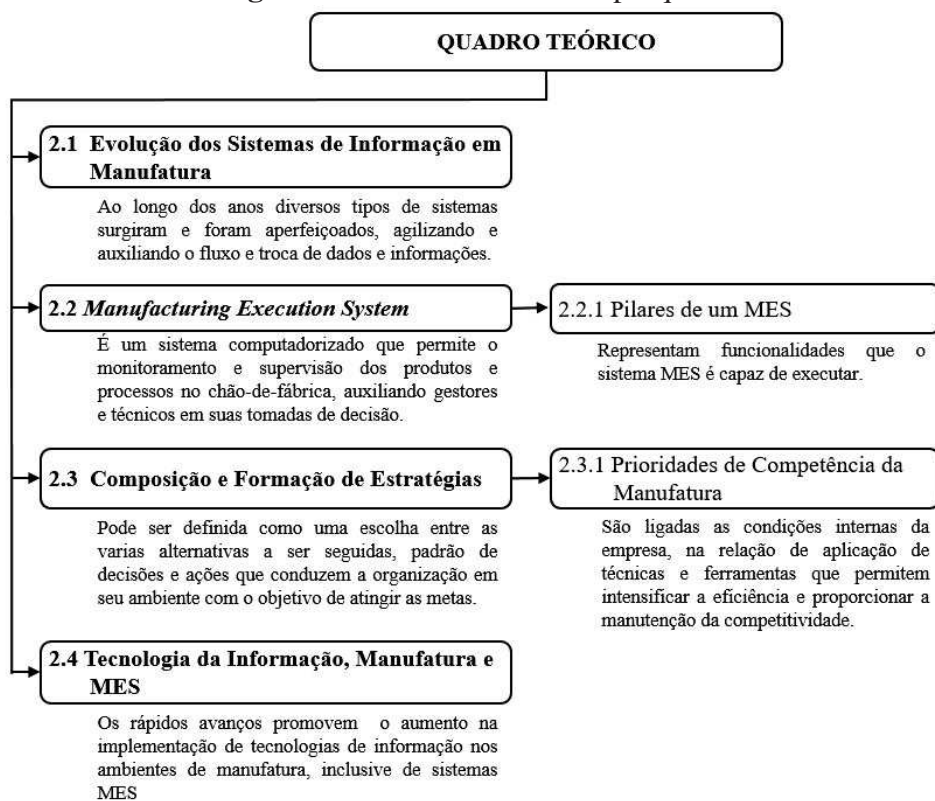 QUADRO TEÓRICO
2.1 Evolução dos Sistemas de Informação em
Manufatura
Ao longo dos anos diversos tipos de sistemas
surgiram e foram aperfeiçoados, agilizando e
auxiliando o fluxo e troca de dados e informações.
2.2 Manufacturing Execution System
É um sistema computadorizado que permite o
monitoramento e supervisão dos produtos e
processos no chão-de-fábrica, auxiliando gestores
e técnicos em suas tomadas de decisão.
2.2.1 Pilares de um MES
Representam funcionalidades que o
sistema MES é capaz de executar.
2.3 Composição e Formação de Estratégias
Pode ser definida como uma escolha entre as
varias alternativas a ser seguidas, padrão de
decisões e ações que conduzem a organização em
seu ambiente com o objetivo de atingir as metas.
2.3.1 Prioridades de Competência da
Manufatura
São ligadas as condições internas da
empresa, na relação de aplicação de
técnicas e ferramentas que permitem
intensificar a eficiência e proporcionar a
manutenção da competitividade.
2.4 Tecnologia da Informação, Manufatura e
MES
Os rápidos avanços promovem o aumento na
implementação de tecnologias de informação nos
ambientes de manufatura, inclusive de sistemas
MES